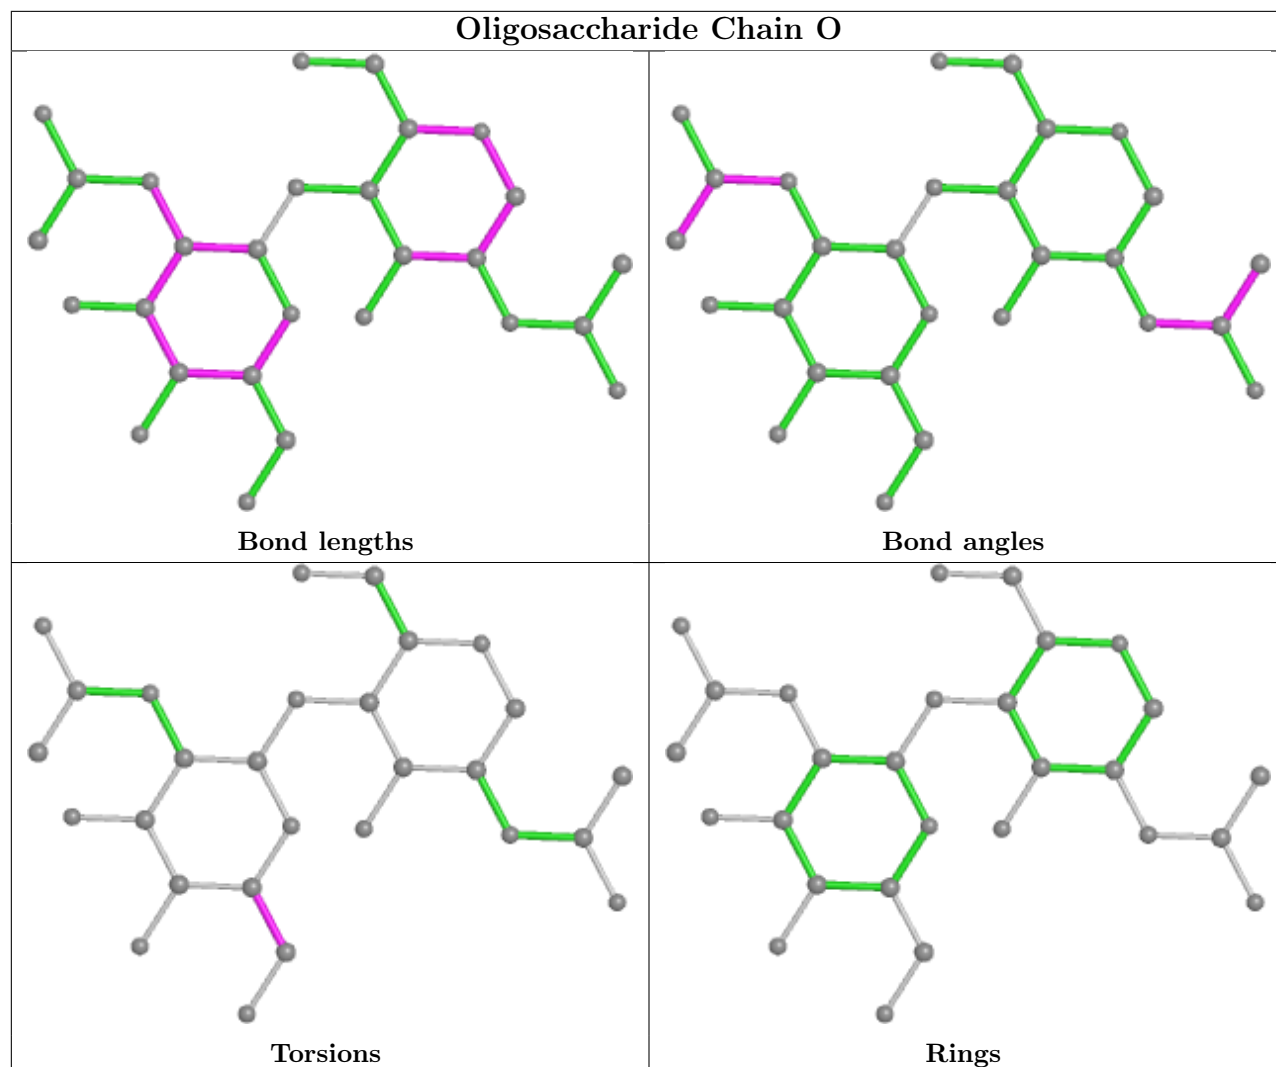 Oligosaccharide Chain O
Bond lengths
Bond angles
Torsions
Rings